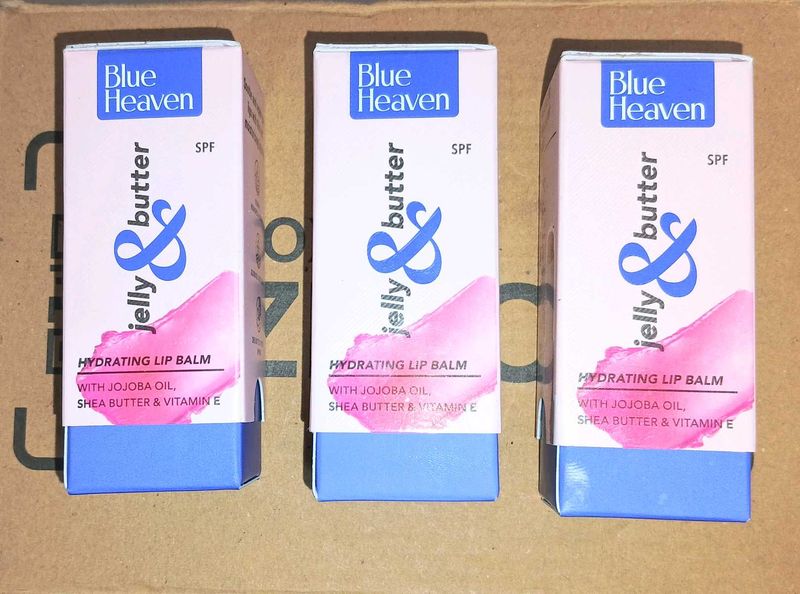 Blue
Heaven
SPF
jelly & butter
HYDRATING LIP BALM
WITH JOJOBA OIL,
SHEA BUTTER & VITAMIN E
Blue
Heaven
SPF
jelly & butter
HYDRATING LIP BALM
WITH JOJOBA OIL,
SHEA BUTTER & VITAMIN E
Blue
Heaven
SPF
jelly & butter
HYDRATING LIP BALM
WITH JOJOBA OIL,
SHEA BUTTER & VITAMIN E